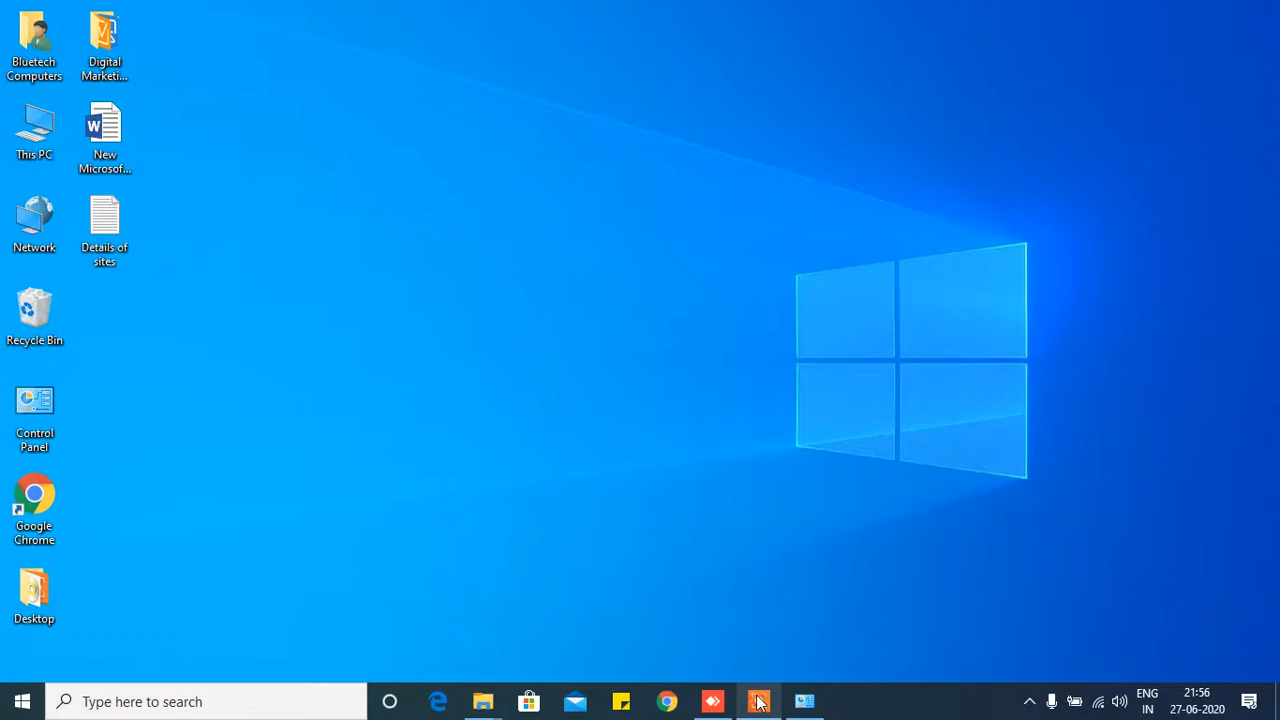 Bluetech
Computers
Digital
Marketi...
This PC
New
Microsof...
Network
Details of
sites
Recycle Bin
Control
Panel
Google
Chrome
Desktop
Type here to search
ENG
IN
21:56
27-06-2020